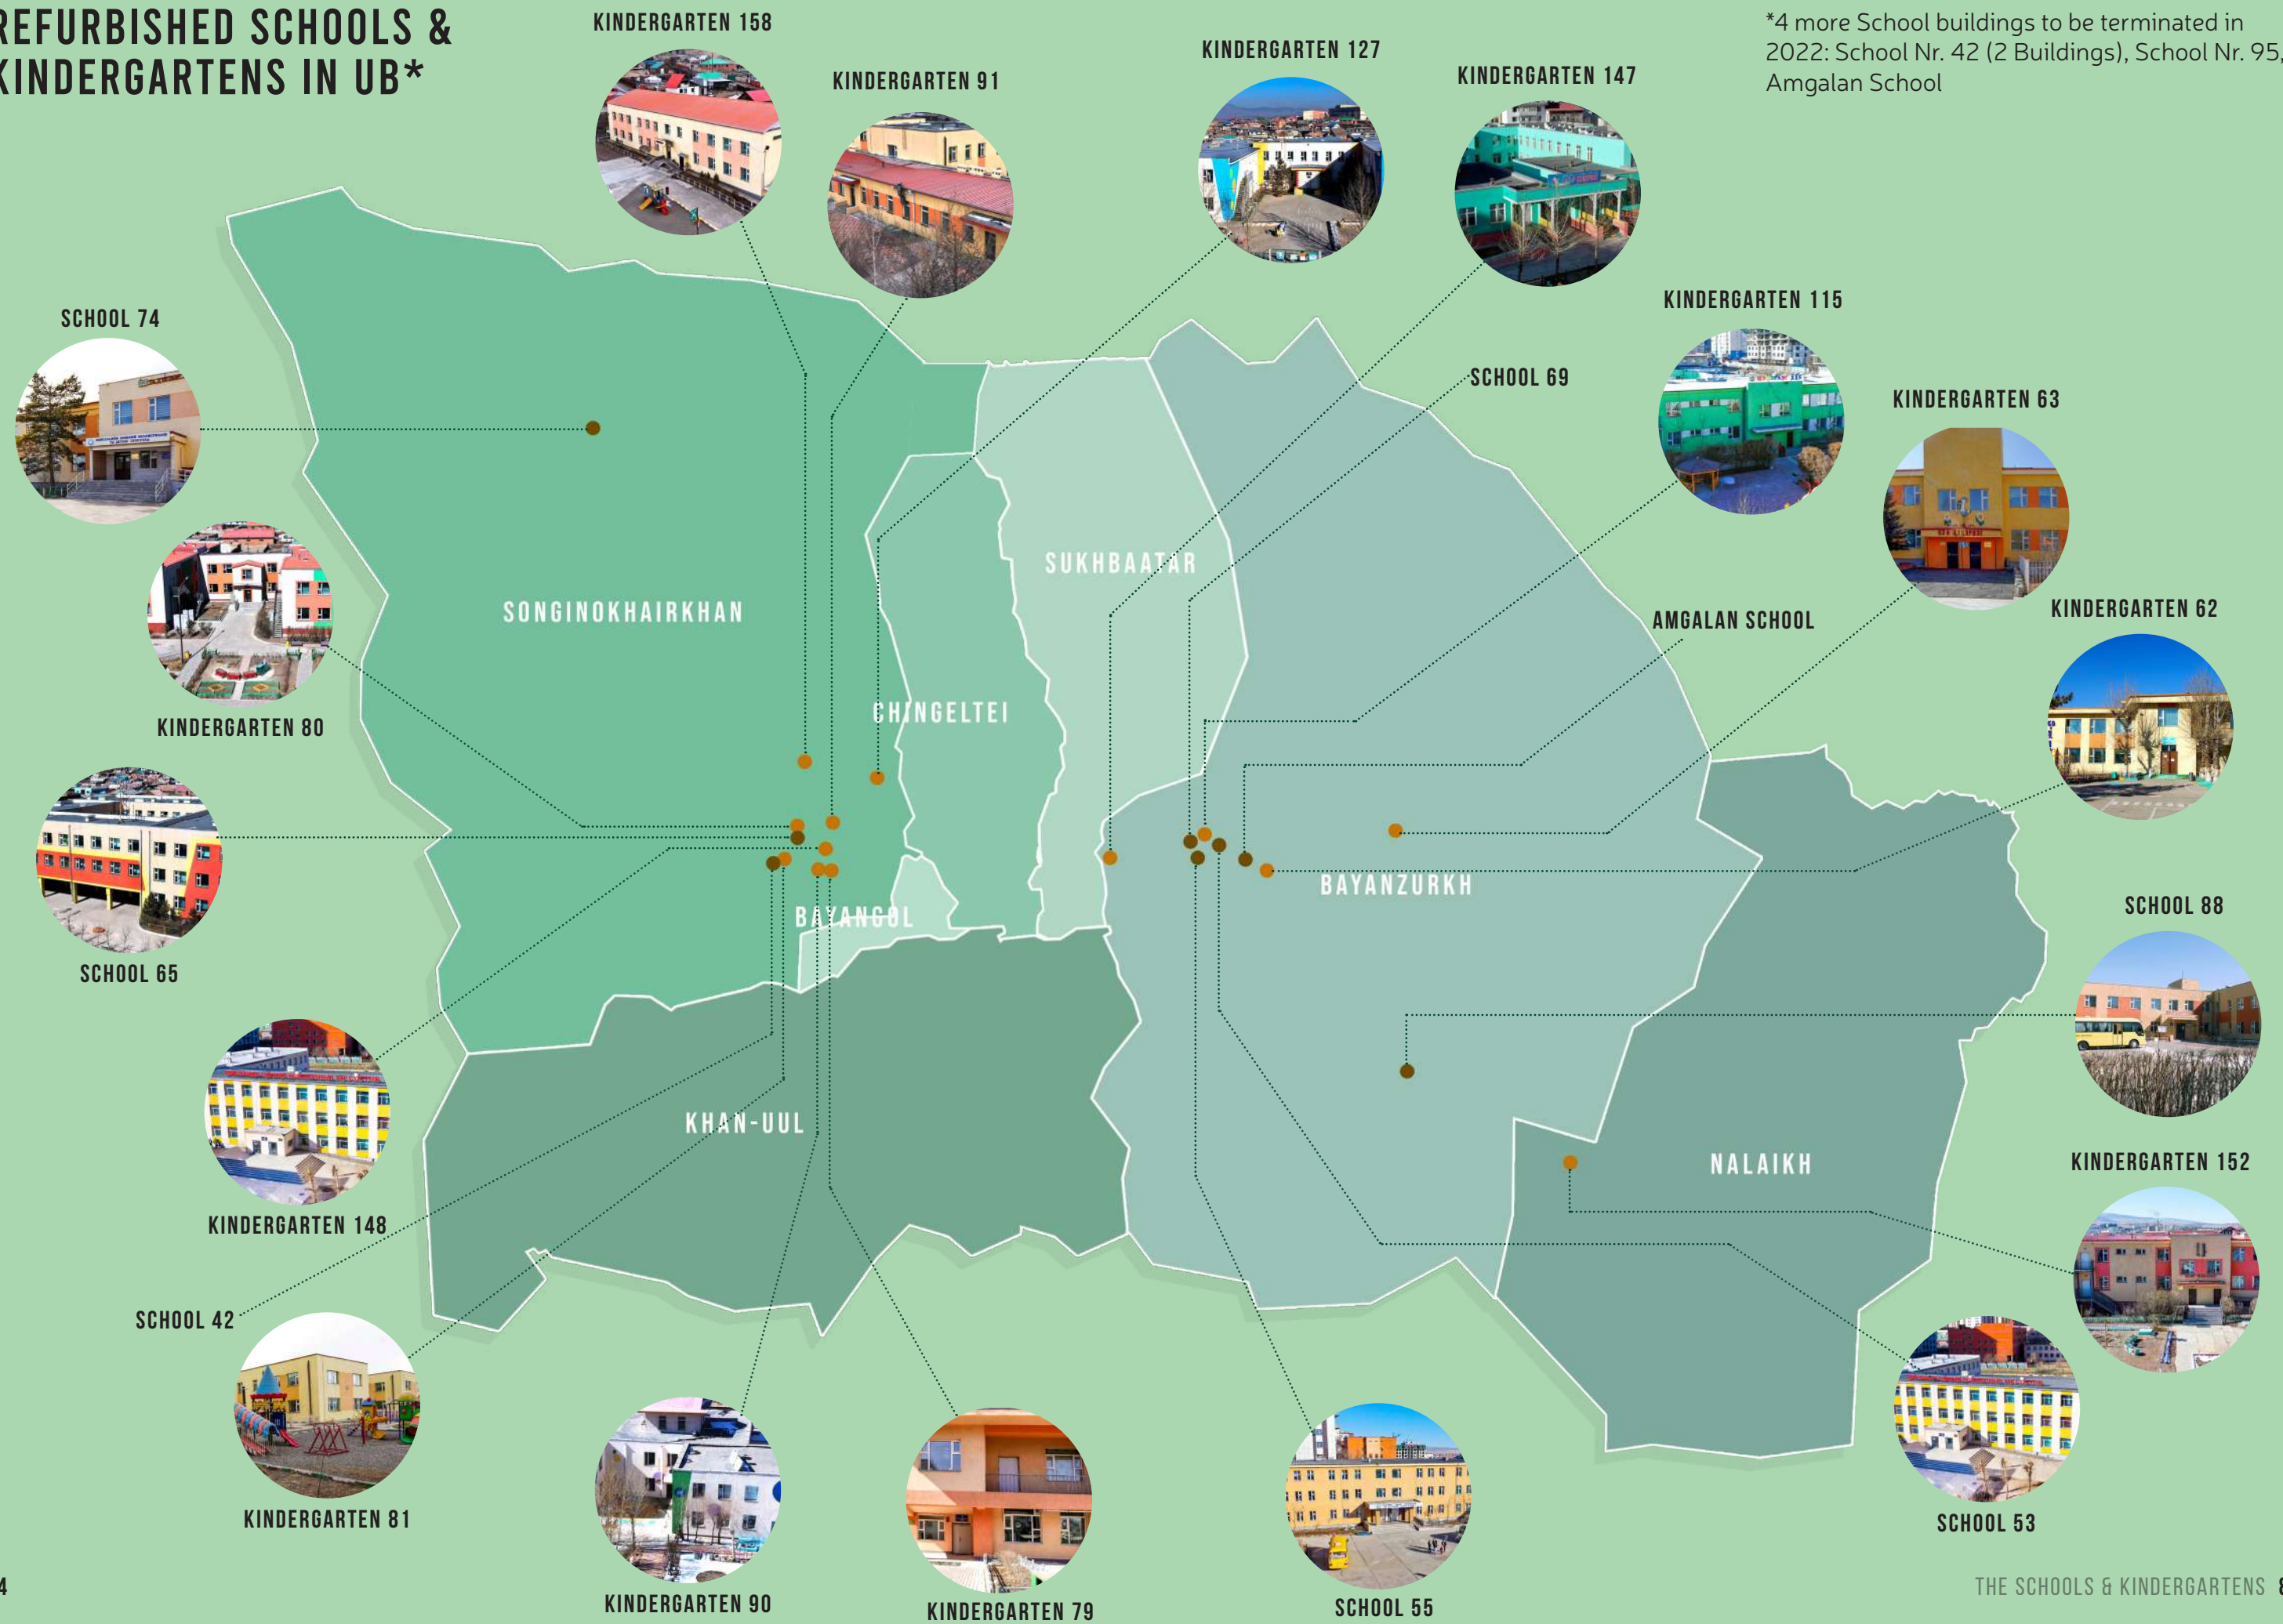 REFURBISHED SCHOOLS &
KINDERGARTENS IN UB*
*4 more School buildings to be terminated in
2022: School Nr. 42 (2 Buildings), School Nr. 95,
Amgalan School
KINDERGARTEN 158
KINDERGARTEN 91
KINDERGARTEN 127
KINDERGARTEN 147
KINDERGARTEN 115
SCHOOL 74
SCHOOL 69
KINDERGARTEN 63
SUKHBAATAR
SONGINOKHAIRKHAN
AMGALAN SCHOOL
KINDERGARTEN 62
CHINGELTEI
KINDERGARTEN 80
BAYANZURKH
BAYANGOL
SCHOOL 88
SCHOOL 65
KHAN-UUL
NALAIKH
KINDERGARTEN 152
KINDERGARTEN 148
SCHOOL 42
KINDERGARTEN 81
SCHOOL 53
KINDERGARTEN 90
KINDERGARTEN 79
SCHOOL 55
THE SCHOOLS & KINDERGARTENS